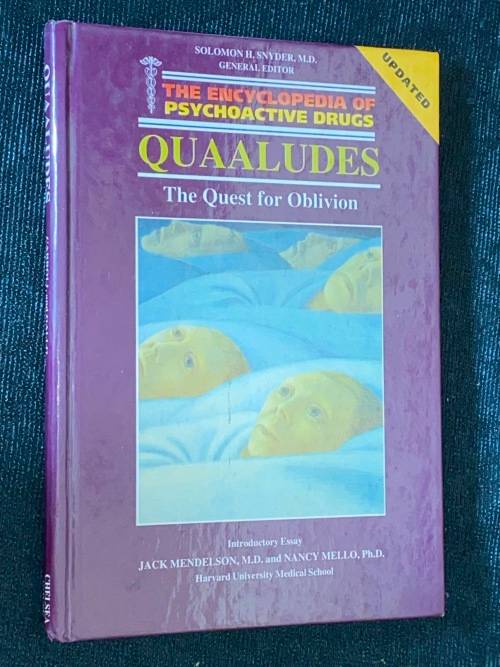 SOLOMON H. SNYDER, M.D.
GENERAL EDITOR
UPDATED
THE ENCYCLOPEDIA OF
PSYCHOACTIVE DRUGS
QUAALUDES
The Quest for Oblivion
Introductory Essay
JACK MENDELSON, M.D. and NANCY MELLO, Ph.D.
Harvard University Medical School
QUAALUDES
CHELSEA